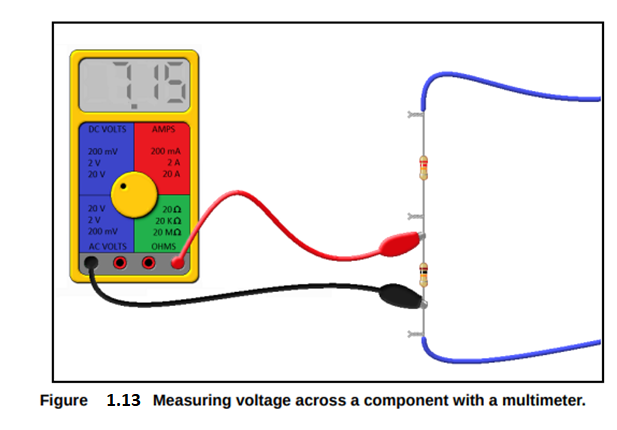 7.15
DC VOLTS AMPS
200 mV 200 mA
2 V 2 A
20 V 20 A
20 V 20Ω
2 V 20 KΩ
200 mV 20 MΩ
AC VOLTS OHMS
Figure 1.13 Measuring voltage across a component with a multimeter.